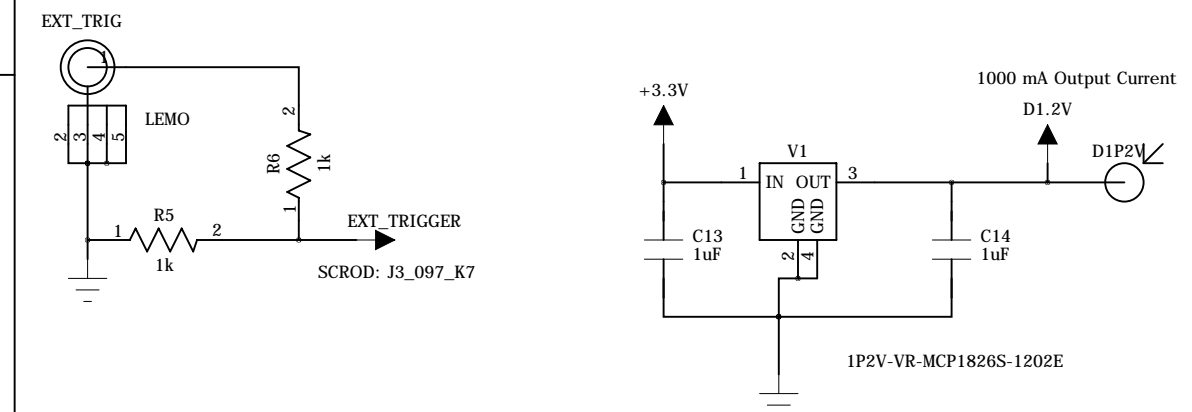 EXT_TRIG
1
LEMO
2
3
4
5
2
R6
1k
1
R5
1
2
1k
EXT_TRIGGER
SCROD: J3_097_K7
1000 mA Output Current
+3.3V
D1.2V
D1P2V
V1
1
IN OUT
3
GND
GND
2
4
C13
1uF
C14
1uF
1P2V-VR-MCP1826S-1202E